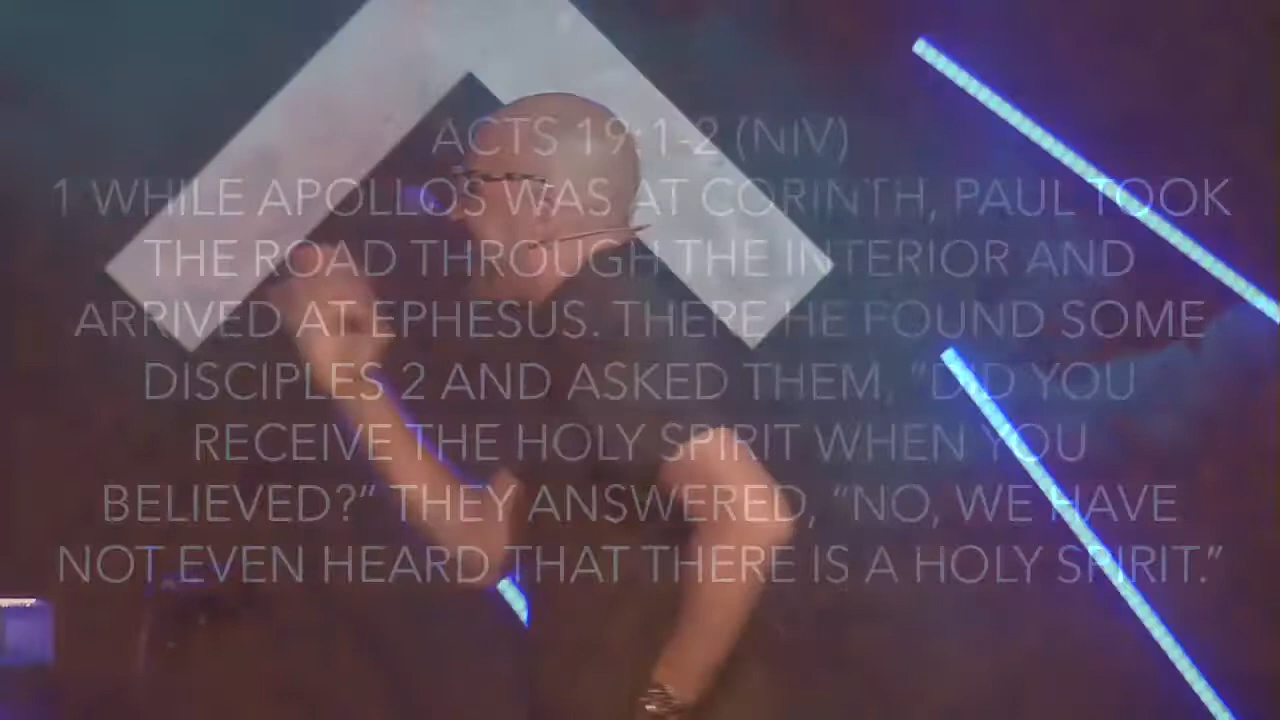 ACTS 19:1-2 (NIV)
1 WHILE APOLLOS WAS AT CORINTH, PAUL TOOK
THE ROAD THROUGH THE INTERIOR AND
ARRIVED AT EPHESUS. THERE HE FOUND SOME
DISCIPLES 2 AND ASKED THEM, “DID YOU
RECEIVE THE HOLY SPIRIT WHEN YOU
BELIEVED?” THEY ANSWERED, “NO, WE HAVE
NOT EVEN HEARD THAT THERE IS A HOLY SPIRIT.”